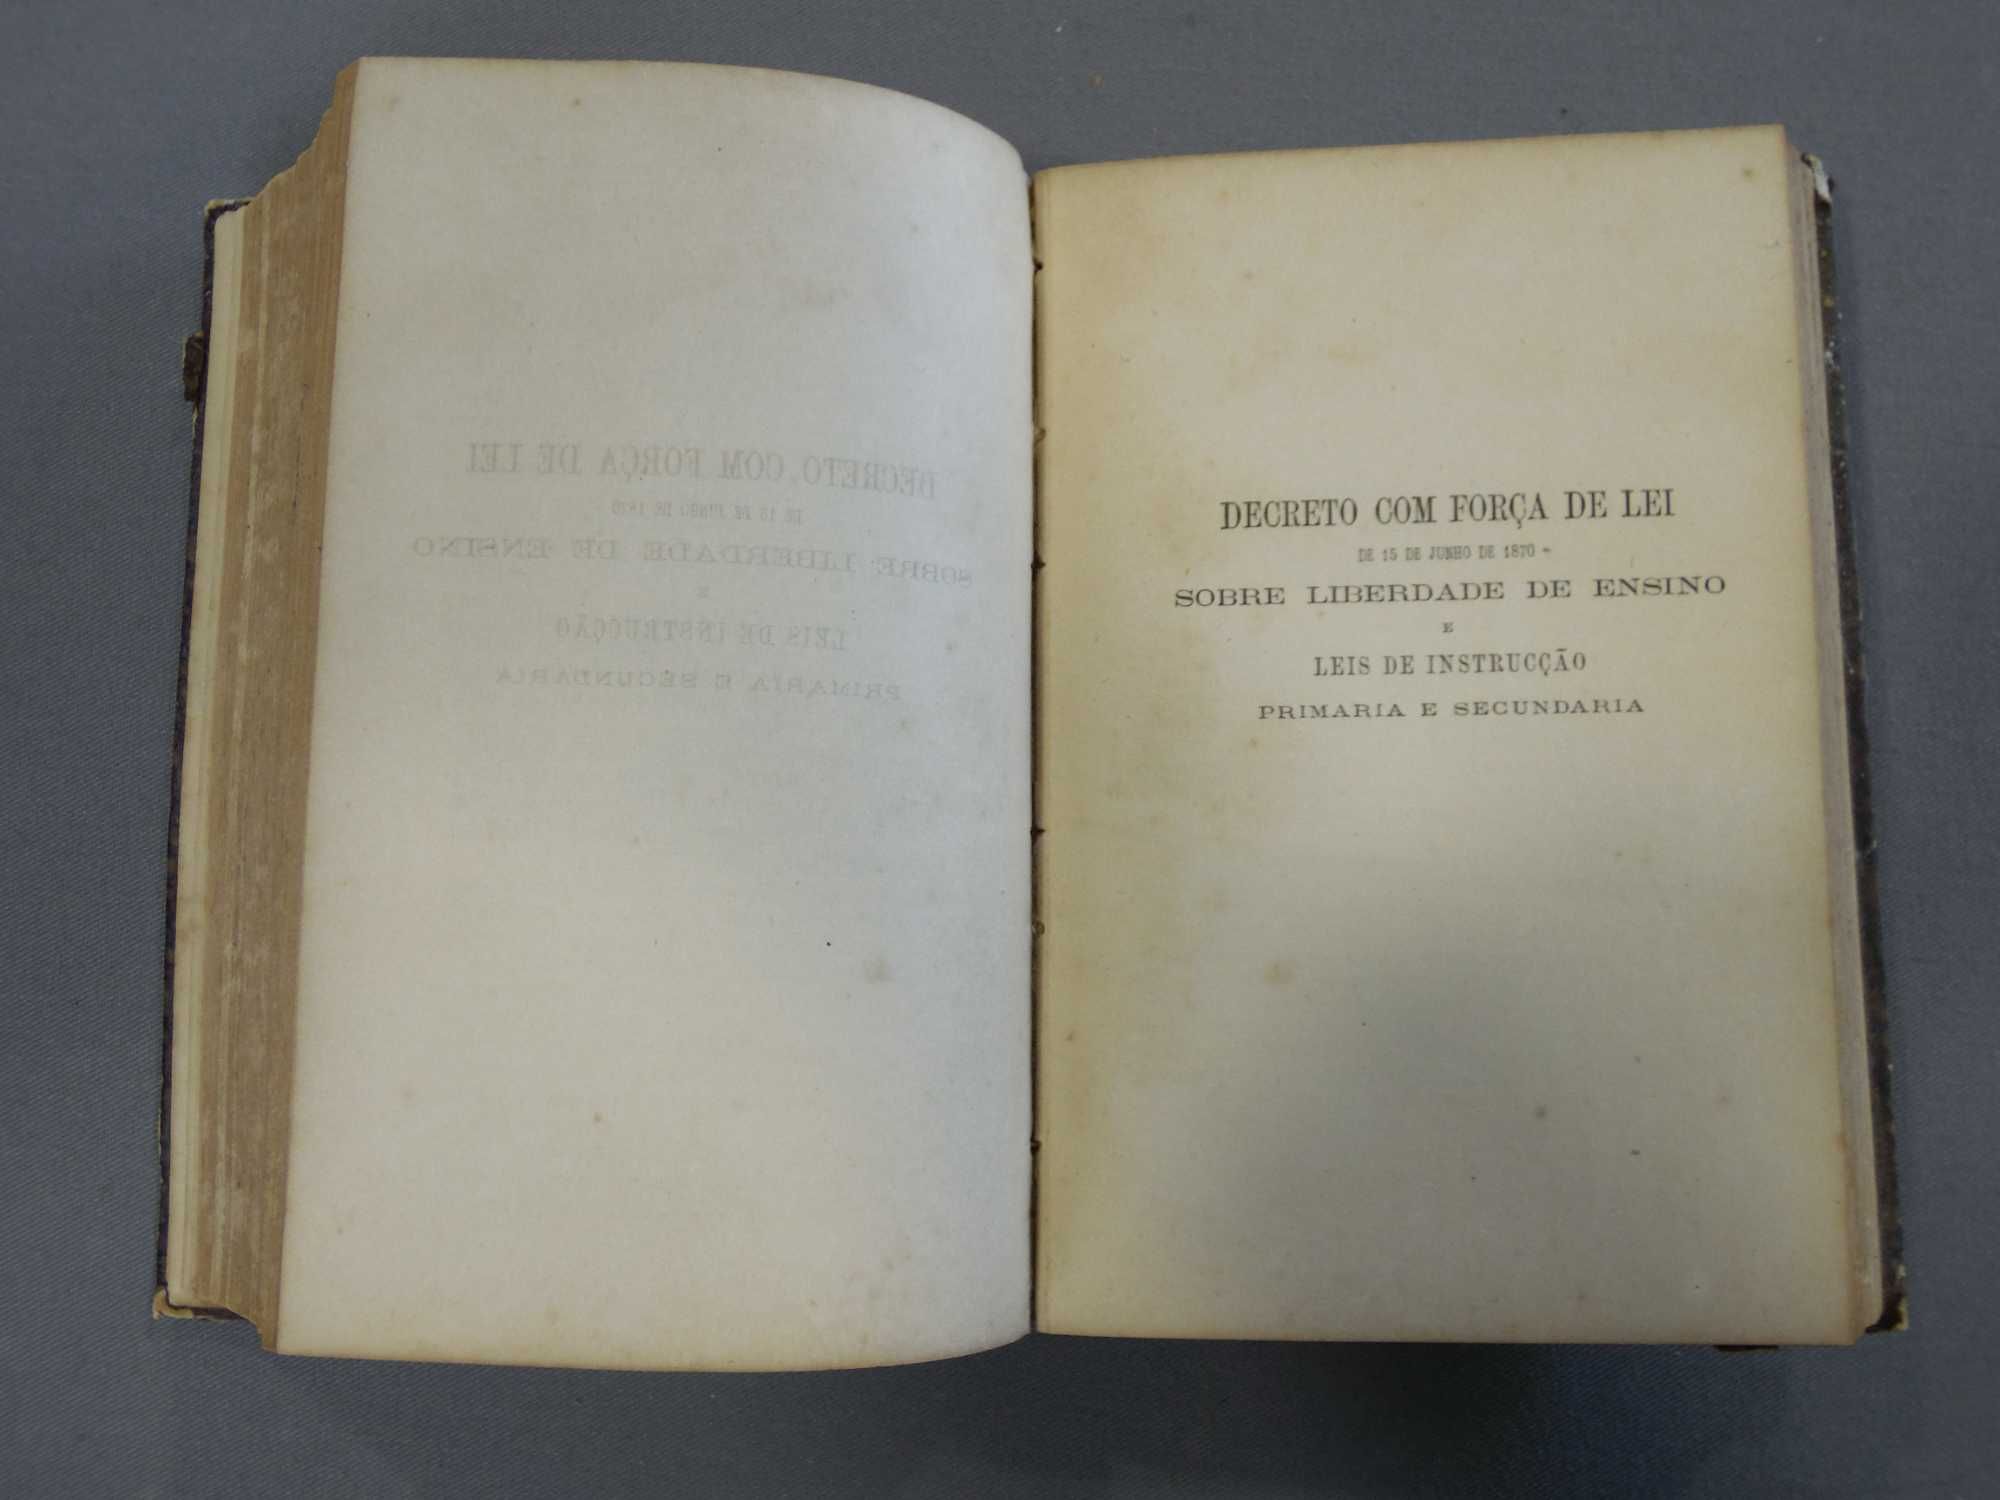 DECRETO COM FORÇA DE LEI
DE 15 DE JUNHO DE 1870
SOBRE LIBERDADE DE ENSINO
E
LEIS DE INSTRUCÇÃO
PRIMARIA E SECUNDARIA